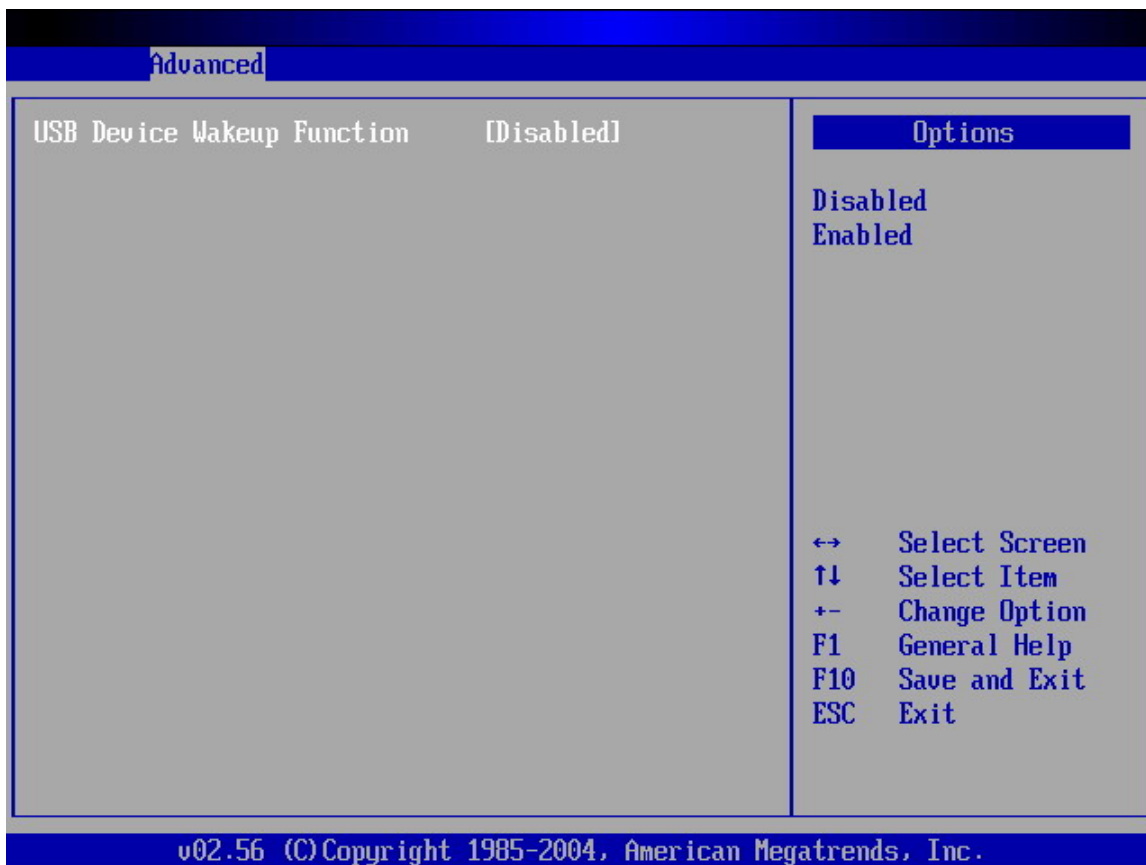 Advanced
USB Device Wakeup Function [Disabled]
Options
Disabled
Enabled
←→ Select Screen
↑↓ Select Item
+- Change Option
F1 General Help
F10 Save and Exit
ESC Exit
v02.56 (C)Copyright 1985-2004, American Megatrends, Inc.